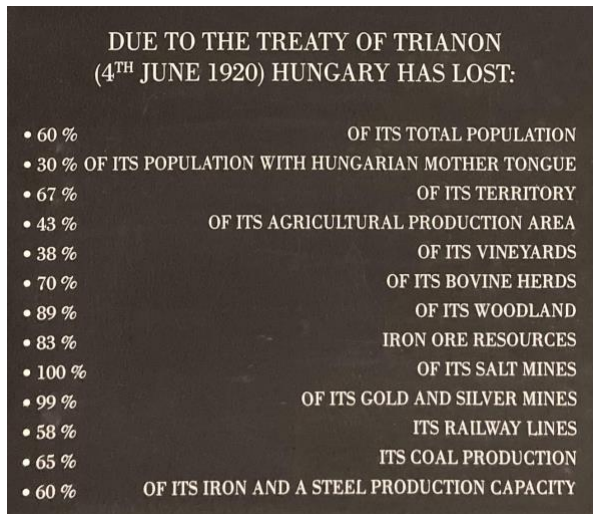 DUE TO THE TREATY OF TRIANON
(4TH JUNE 1920) HUNGARY HAS LOST:
• 60 % OF ITS TOTAL POPULATION
• 30 % OF ITS POPULATION WITH HUNGARIAN MOTHER TONGUE
• 67 % OF ITS TERRITORY
• 43 % OF ITS AGRICULTURAL PRODUCTION AREA
• 38 % OF ITS VINEYARDS
• 70 % OF ITS BOVINE HERDS
• 89 % OF ITS WOODLAND
• 83 % IRON ORE RESOURCES
• 100 % OF ITS SALT MINES
• 99 % OF ITS GOLD AND SILVER MINES
• 58 % ITS RAILWAY LINES
• 65 % ITS COAL PRODUCTION
• 60 % OF ITS IRON AND A STEEL PRODUCTION CAPACITY